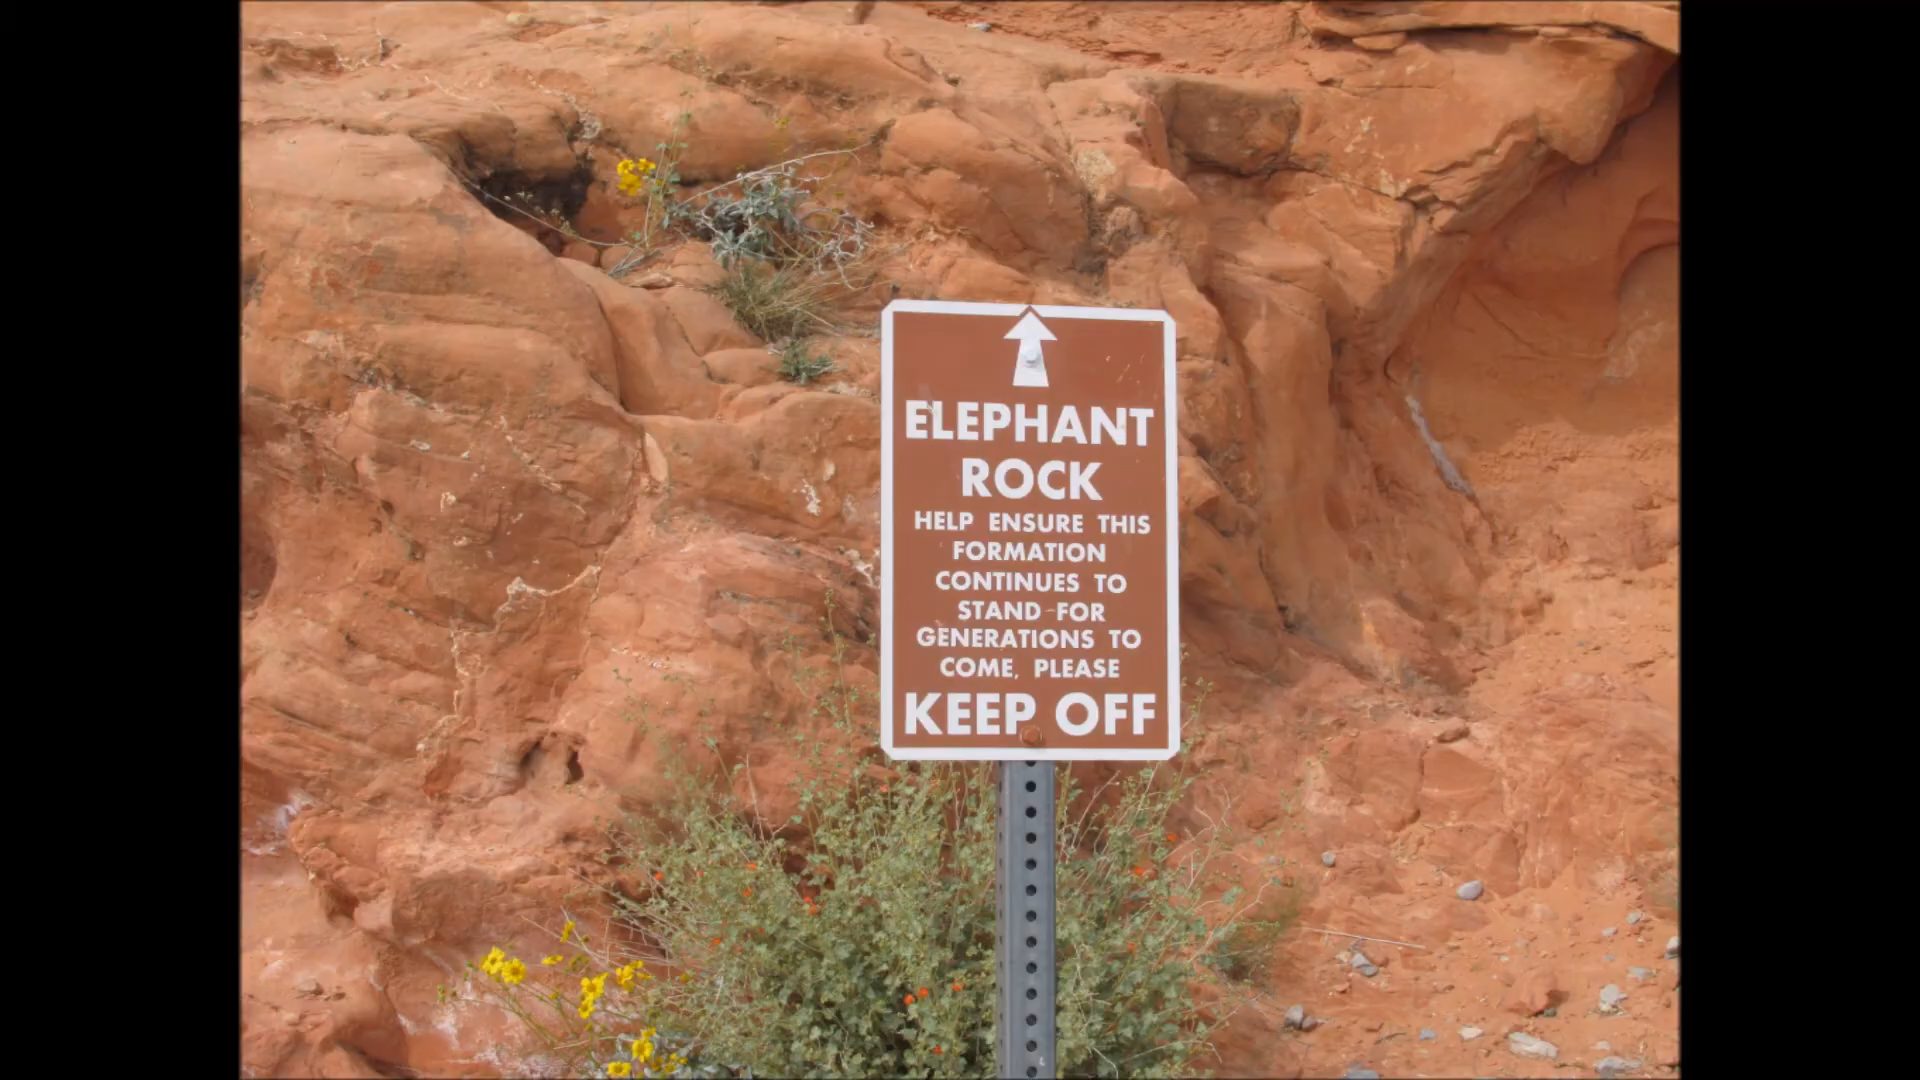 ELEPHANT
ROCK
HELP ENSURE THIS
FORMATION
CONTINUES TO
STAND FOR
GENERATIONS TO
COME, PLEASE
KEEP OFF